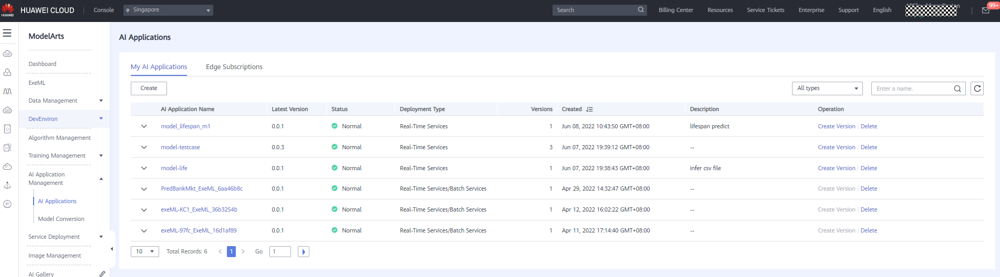 HUAWEI
HUAWEI CLOUD
Console
Singapore
Search
Billing Center
Resources
Service Tickets
Enterprise
Support
English
99+
ModelArts
Dashboard
ExeML
Data Management
DevEnviron
Algorithm Management
Training Management
AI Application
Management
AI Applications
Model Conversion
Service Deployment
Image Management
AI Gallery
AI Applications
My AI Applications Edge Subscriptions
Create All types Enter a name.
AI Application Name Latest Version Status Deployment Type Versions Created Description Operation
model_lifespan_m1 0.0.1 Normal Real-Time Services 1 Jun 08, 2022 10:43:50 GMT+08:00 lifespan predict Create Version Delete
model-testcase 0.0.3 Normal Real-Time Services 3 Jun 07, 2022 19:39:12 GMT+08:00 -- Create Version Delete
model-life 0.0.1 Normal Real-Time Services 1 Jun 07, 2022 19:38:43 GMT+08:00 infer csv file Create Version Delete
PredBankMkt_ExeML_6aa46b8c 0.0.1 Normal Real-Time Services/Batch Services 1 Apr 29, 2022 14:32:47 GMT+08:00 -- Create Version Delete
exeML-KC1_ExeML_36b3254b 0.0.1 Normal Real-Time Services/Batch Services 1 Apr 12, 2022 16:02:22 GMT+08:00 -- Create Version Delete
exeML-97fc_ExeML_16d1af89 0.0.1 Normal Real-Time Services/Batch Services 1 Apr 11, 2022 17:14:40 GMT+08:00 -- Create Version Delete
10 Total Records: 6 < 1 > Go 1